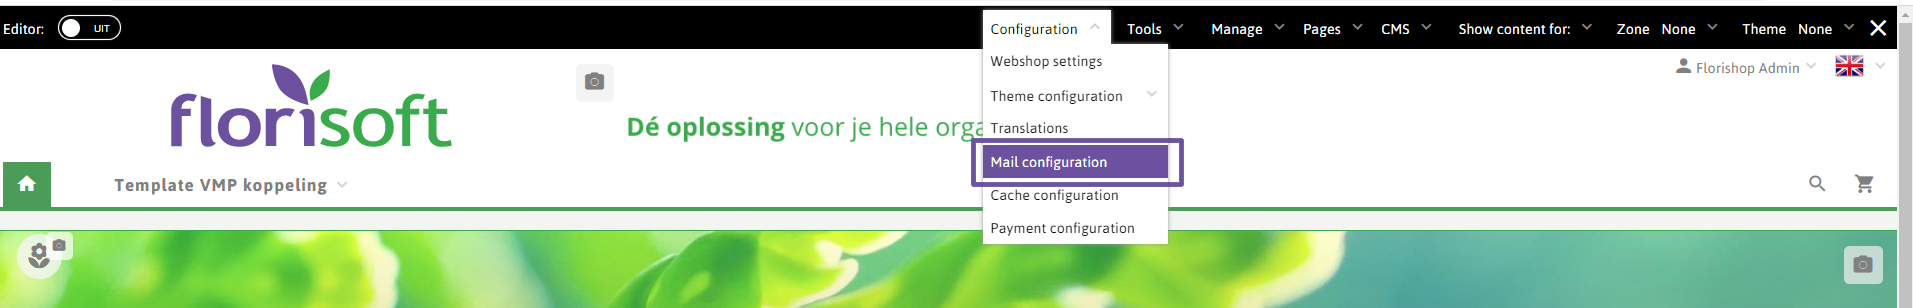 Editor: UIT Configuration Tools Manage Pages CMS Show content for: Zone None Theme None
Webshop settings
Florishop Admin
Theme configuration
florisoft
Dé oplossing voor je hele orga
Translations
Mail configuration
Template VMP koppeling
Cache configuration
Payment configuration